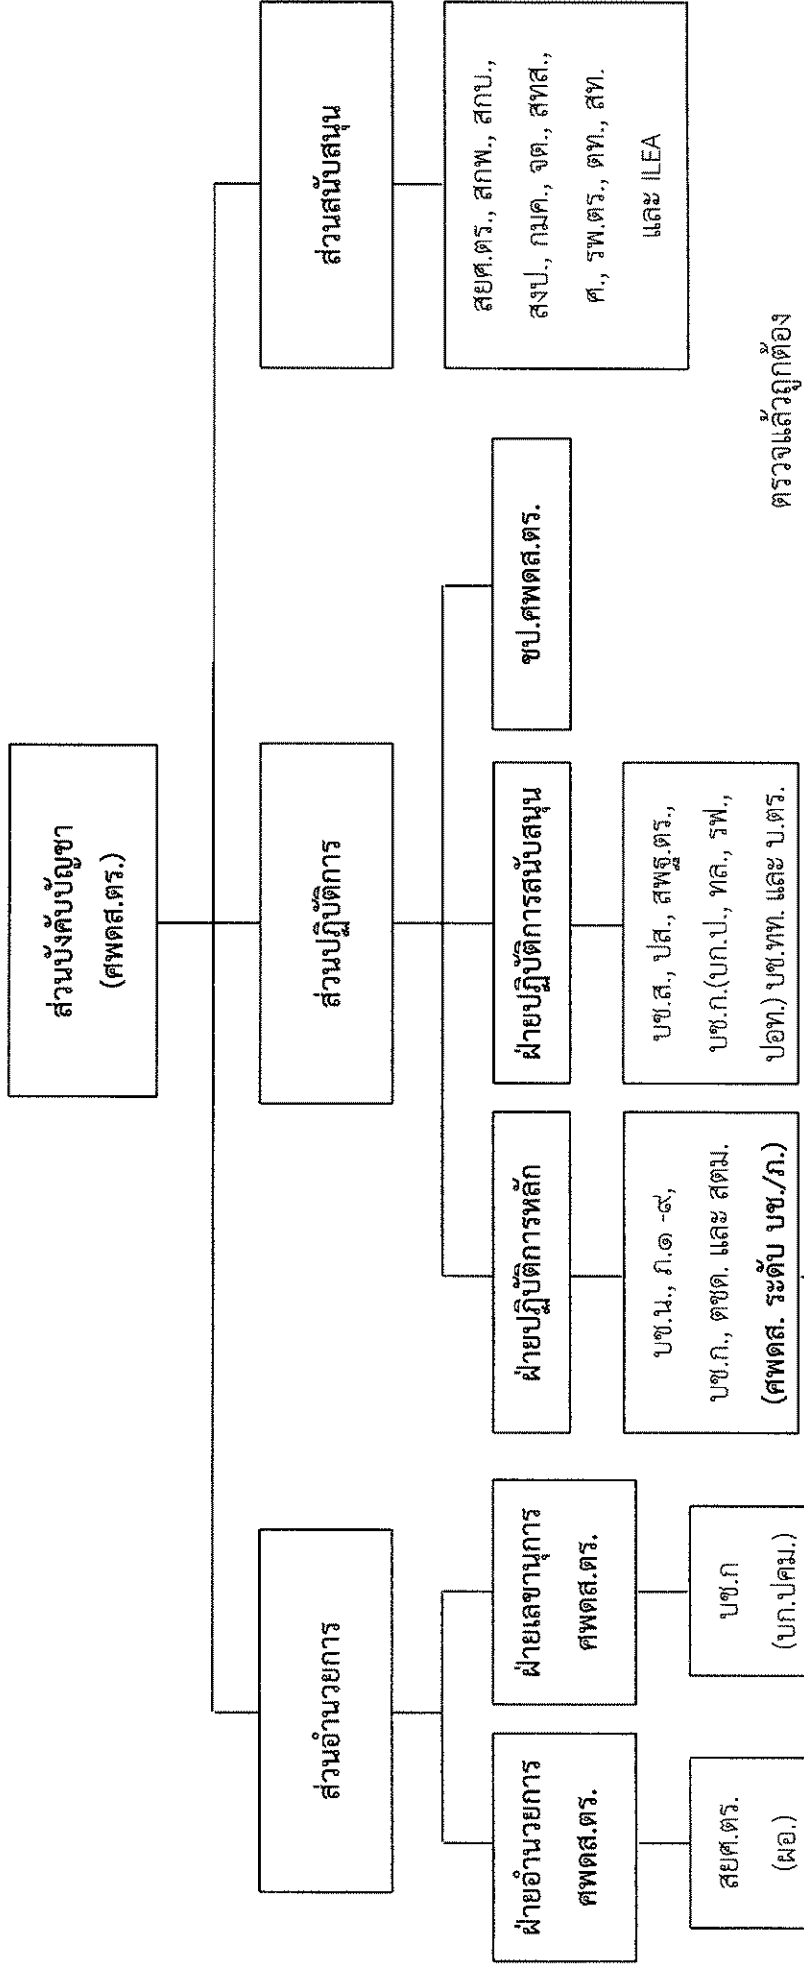 ส่วนบังคับบัญชา
(ศพดส.ตร.)
ส่วนอำนวยการ
ส่วนปฏิบัติการ
ส่วนสนับสนุน
ฝ่ายอำนวยการ
ศพดส.ตร.
ฝ่ายเลขานุการ
ศพดส.ตร.
ฝ่ายปฏิบัติการหลัก
ฝ่ายปฏิบัติการสนับสนุน
ชป.ศพดส.ตร.
สยศ.ตร., สกพ., สกบ.,
สงป., กมค., จต., สทส.,
ศ., รพ.ตร., ตท., สท.
และ ILEA
สยศ.ตร.
(ผอ.)
บช.ก
(บก.ปคม.)
บช.น., ภ.๑ -๙,
บช.ก., ตชด. และ สตม.
(ศพดส. ระดับ บช./ภ.)
บช.ส., ปส., สพฐ.ตร.,
บช.ก.(บก.ป., ทล., รฟ.,
ปอท.) บช.ทท. และ บ.ตร.
ตรวจแล้วถูกต้อง